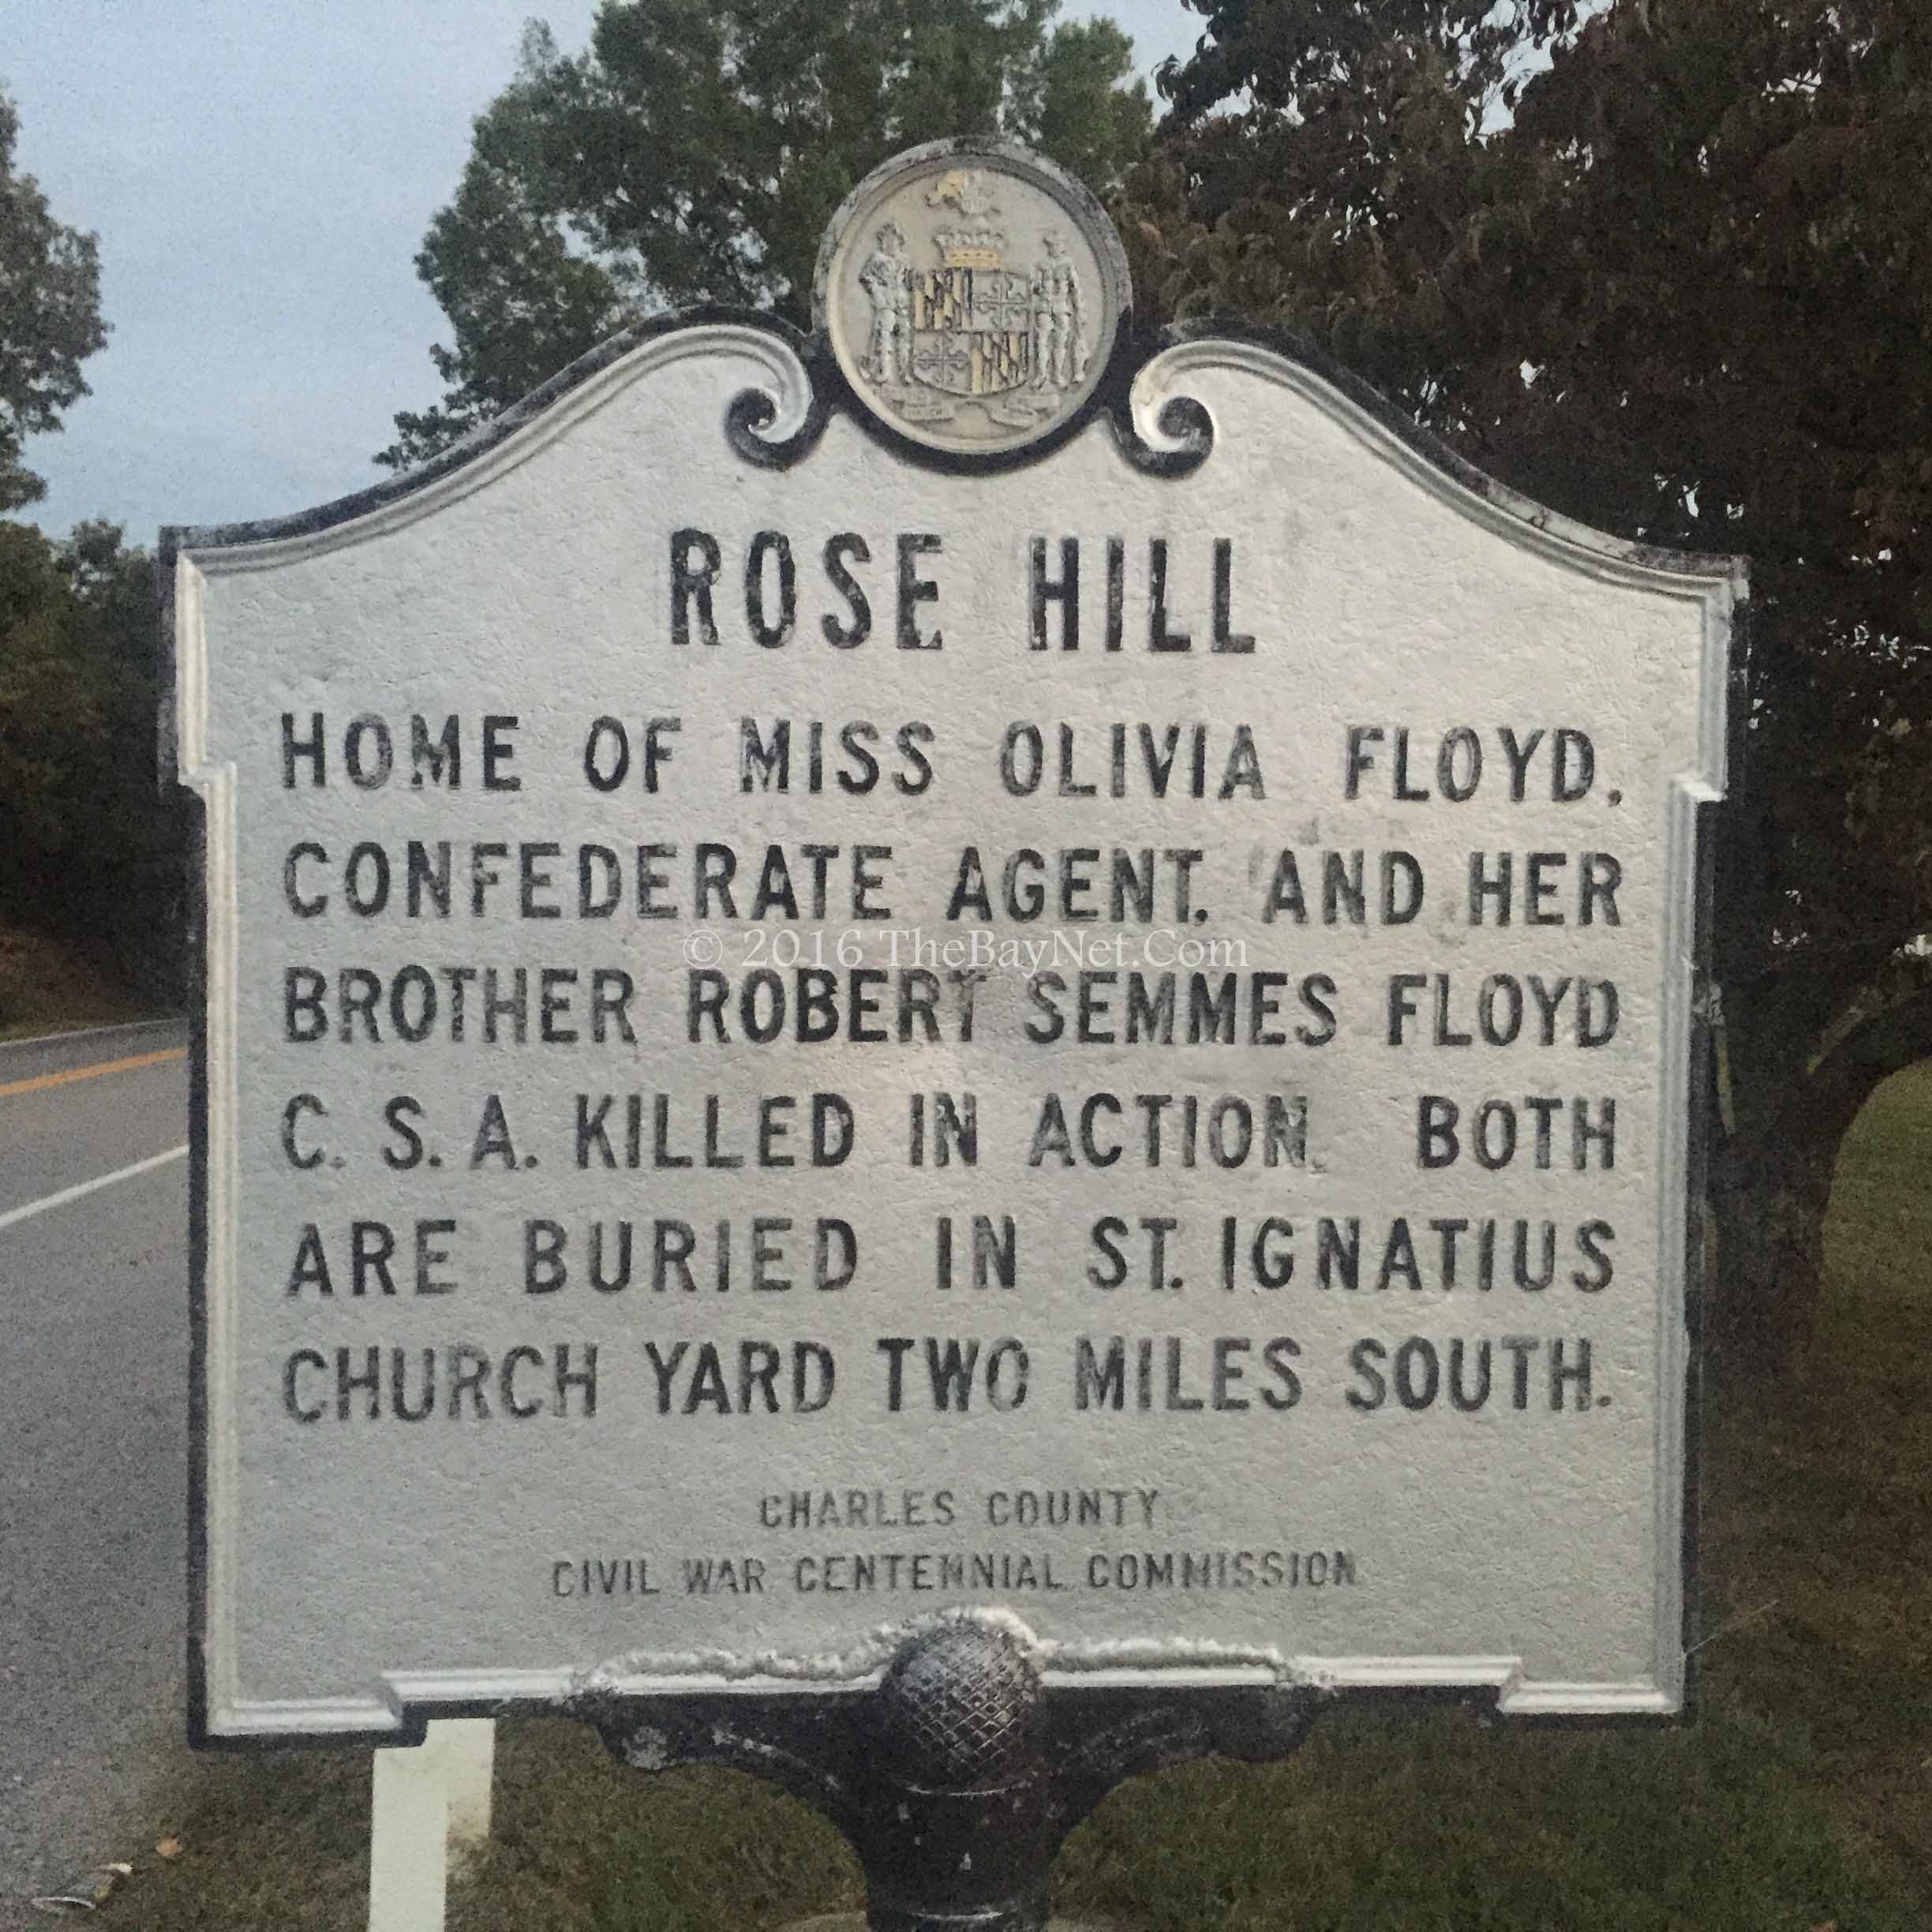 ROSE HILL
HOME OF MISS OLIVIA FLOYD,
CONFEDERATE AGENT. AND HER
© 2016 TheBayNet.Com
BROTHER ROBERT SEMMES FLOYD
C. S. A. KILLED IN ACTION. BOTH
ARE BURIED IN ST. IGNATIUS
CHURCH YARD TWO MILES SOUTH.
CHARLES COUNTY
CIVIL WAR CENTENNIAL COMMISSION